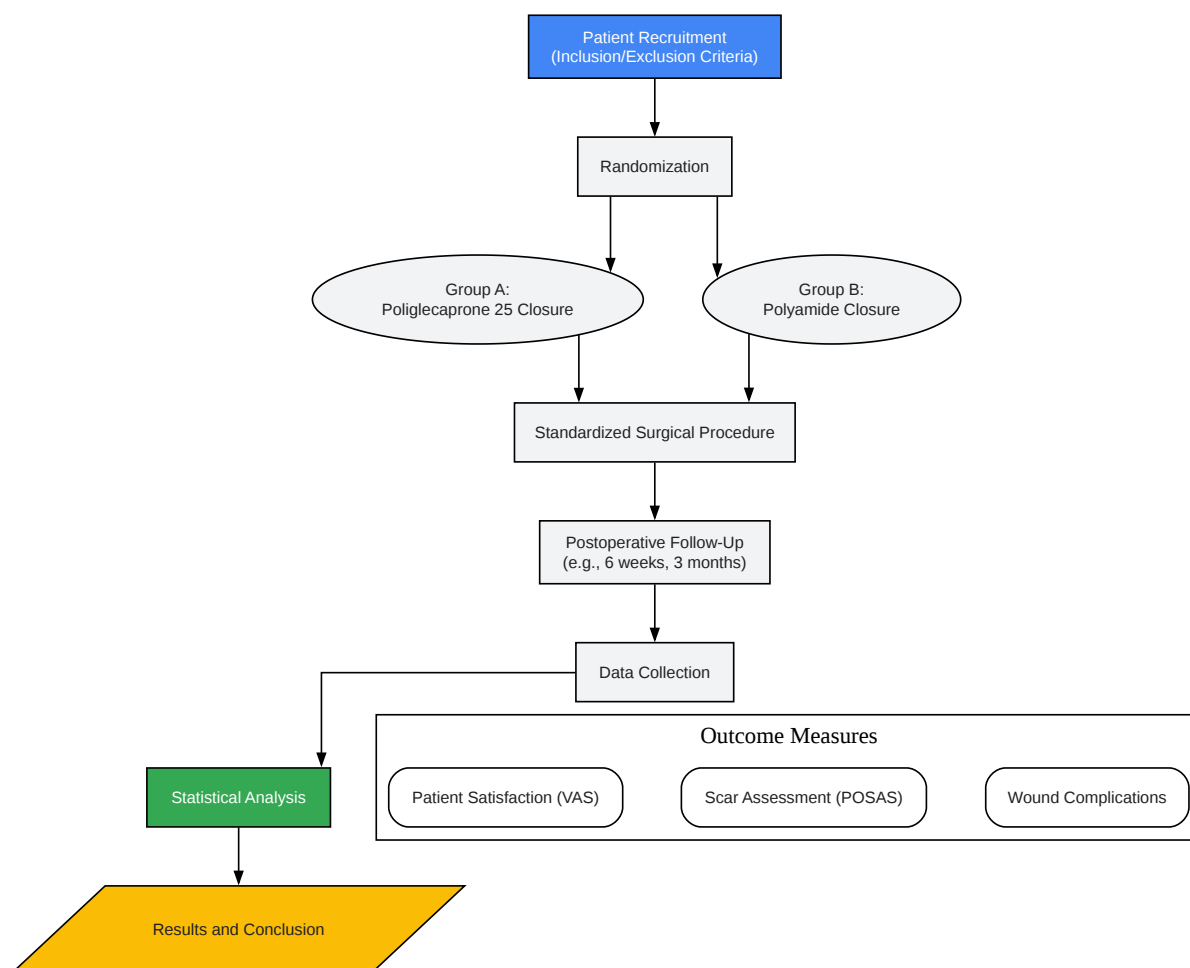 Patient Recruitment
(Inclusion/Exclusion Criteria)
Randomization
Group A:
Poliglecaprone 25 Closure
Group B:
Polyamide Closure
Standardized Surgical Procedure
Postoperative Follow-Up
(e.g., 6 weeks, 3 months)
Data Collection
Outcome Measures
Statistical Analysis
Patient Satisfaction (VAS)
Scar Assessment (POSAS)
Wound Complications
Results and Conclusion